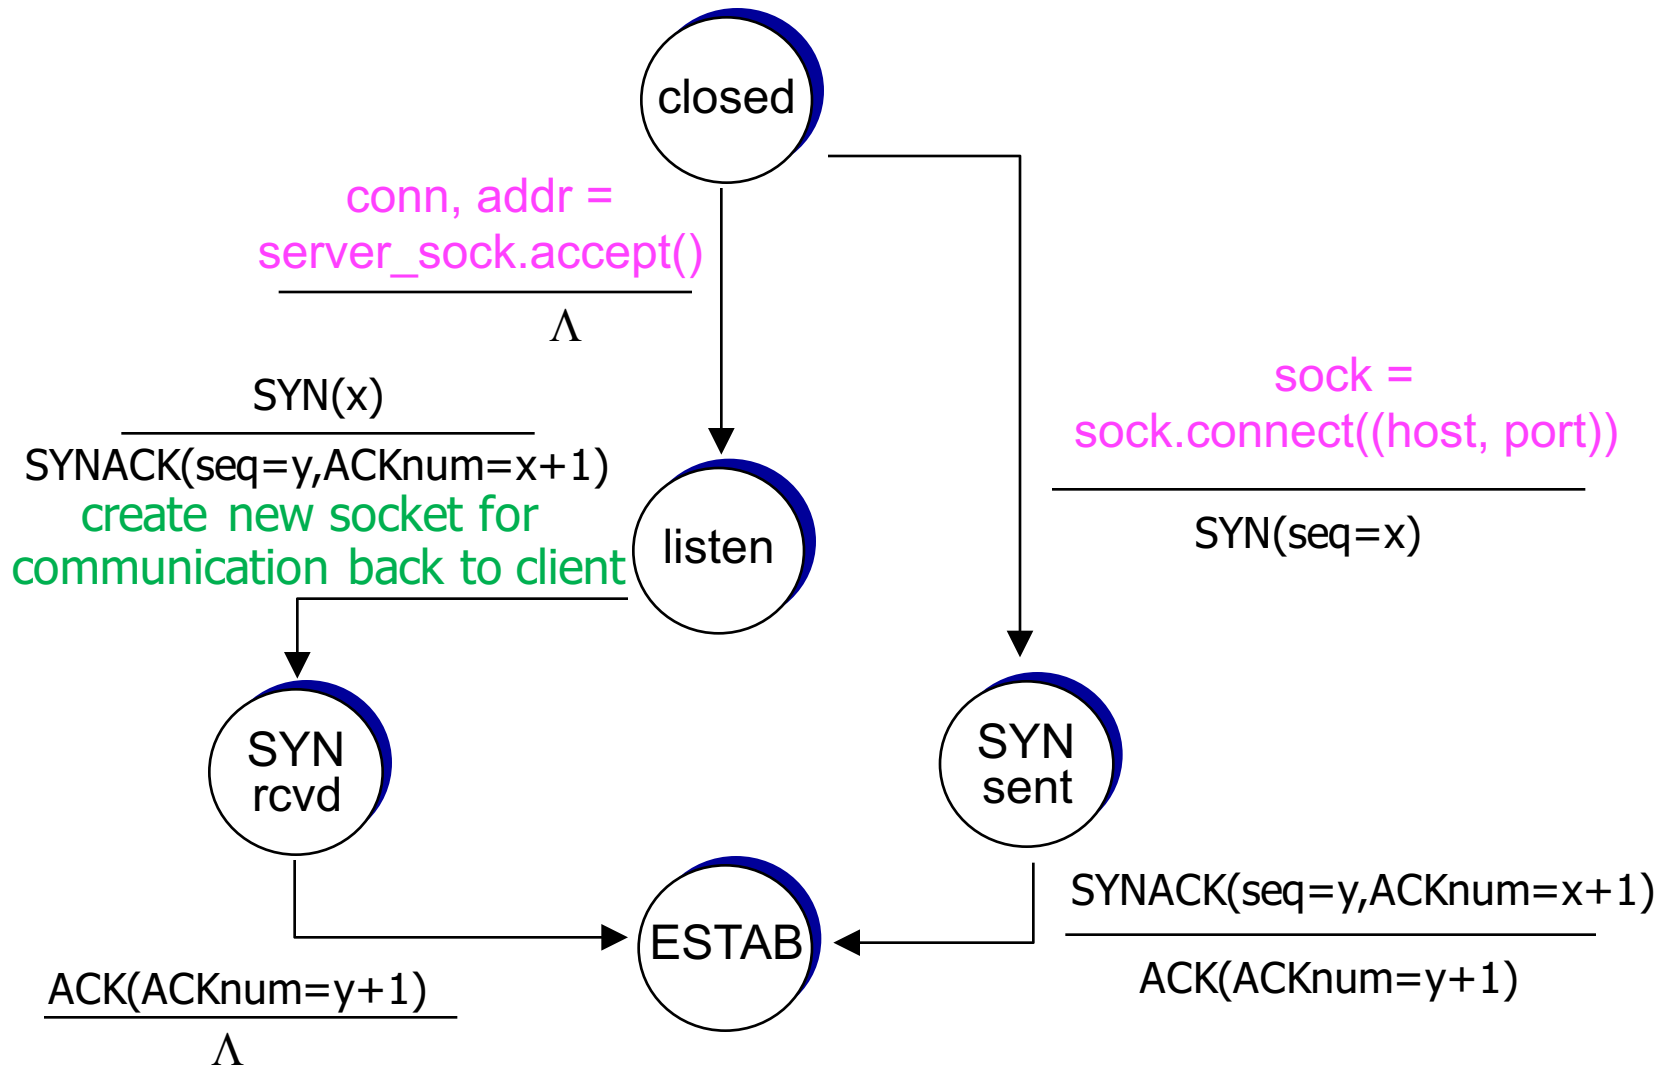 closed
conn, addr =
server_sock.accept()
Λ
SYN(x)
SYNACK(seq=y,ACKnum=x+1)
create new socket for
communication back to client
listen
sock =
sock.connect((host, port))
SYN(seq=x)
SYN
rcvd
SYN
sent
ESTAB
SYNACK(seq=y,ACKnum=x+1)
ACK(ACKnum=y+1)
ACK(ACKnum=y+1)
Λ